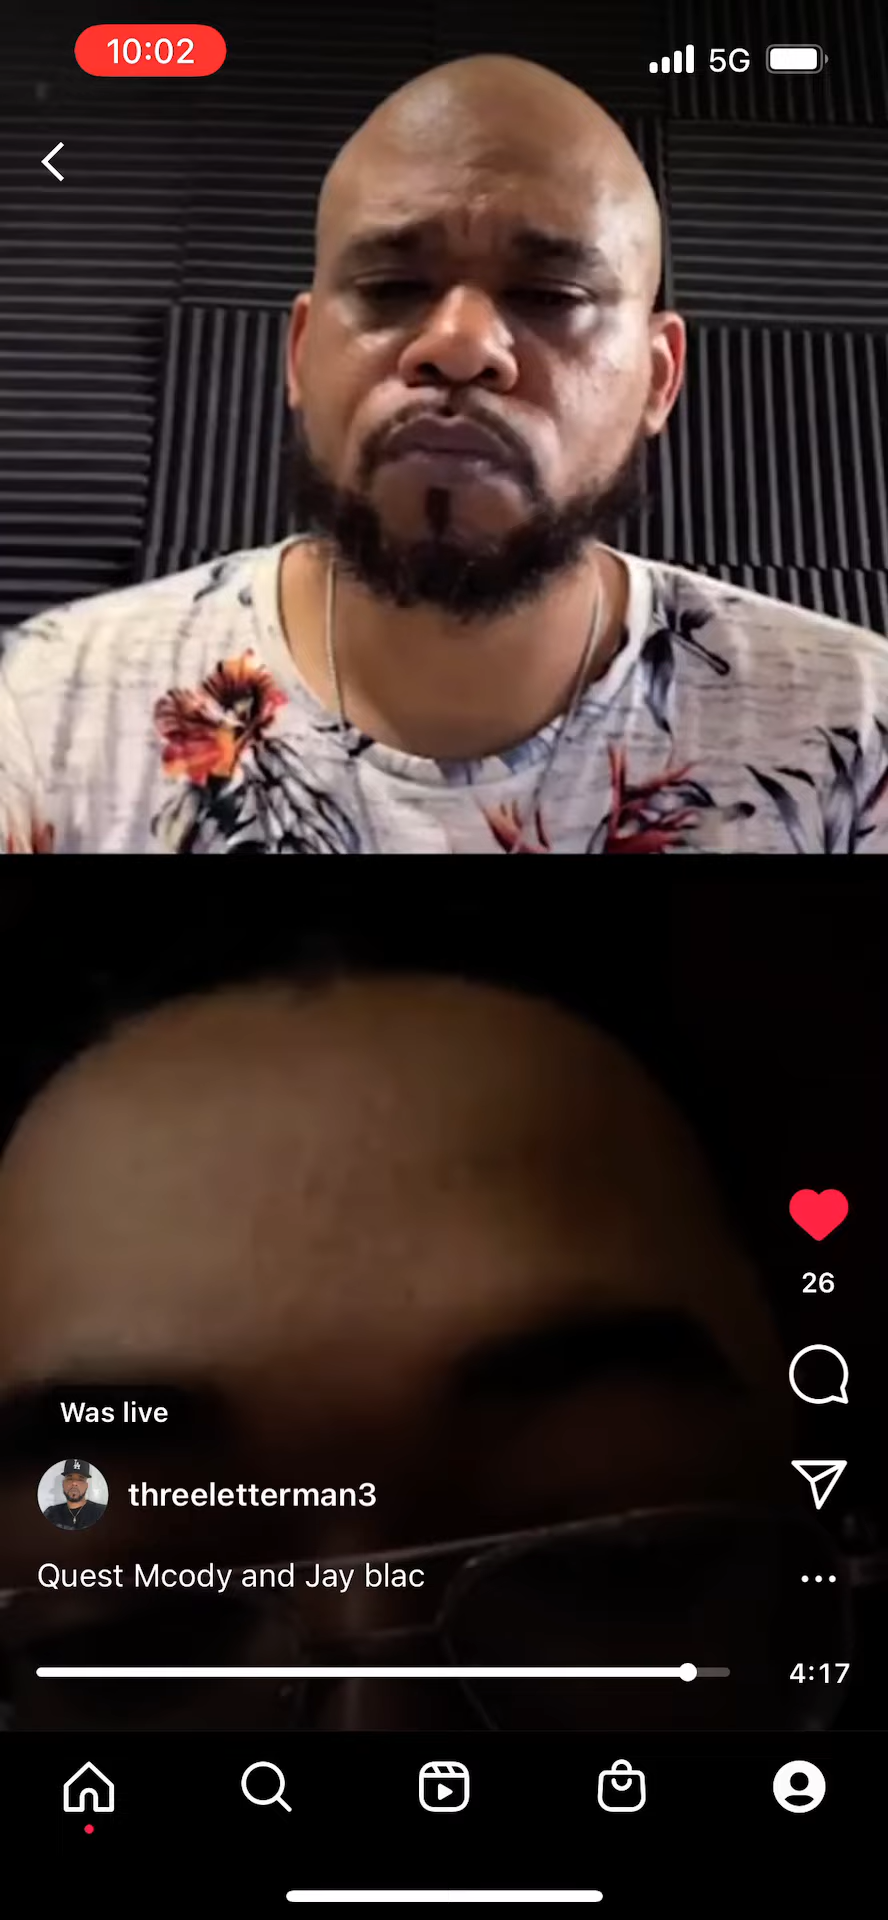 10:02
5G
26
Was live
threeletterman3
Quest Mcody and Jay blac
4:17